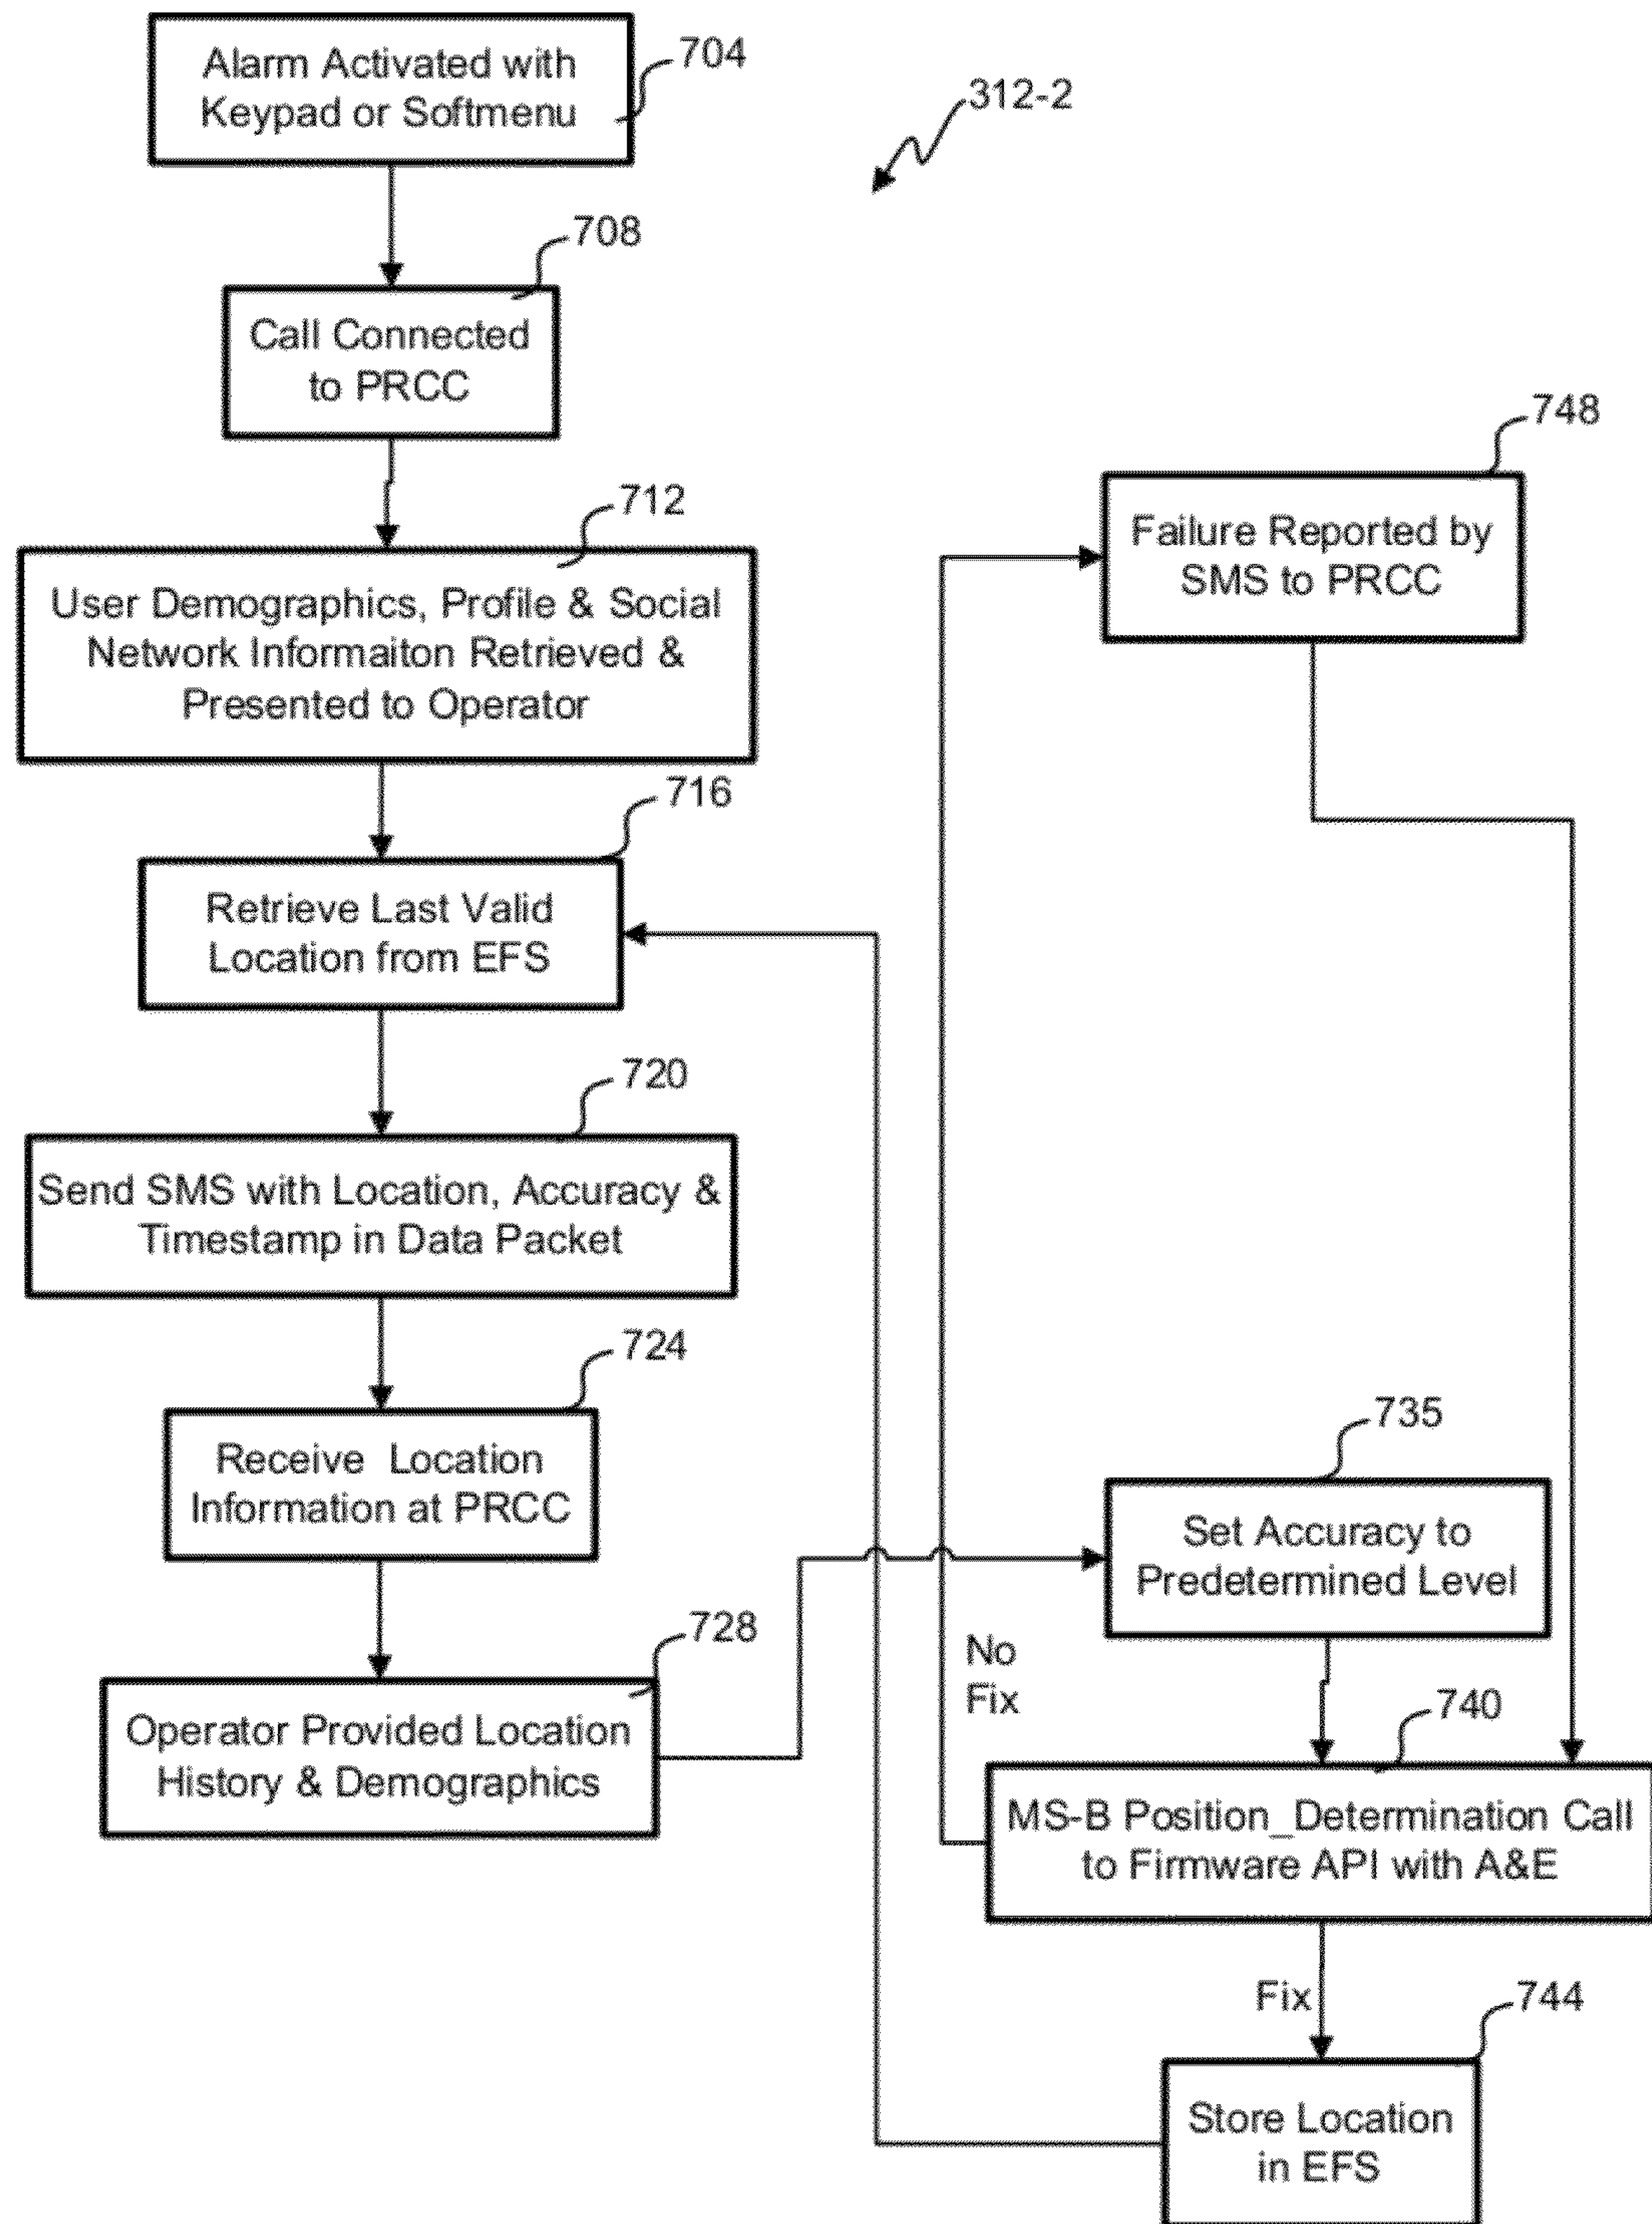 Alarm Activated with
Keypad or Softmenu
704
312-2
708
Call Connected
to PRCC
712
User Demographics, Profile & Social
Network Informaiton Retrieved &
Presented to Operator
748
Failure Reported by
SMS to PRCC
716
Retrieve Last Valid
Location from EFS
720
Send SMS with Location, Accuracy &
Timestamp in Data Packet
724
Receive Location
Information at PRCC
728
Operator Provided Location
History & Demographics
735
Set Accuracy to
Predetermined Level
No
Fix
740
MS-B Position_Determination Call
to Firmware API with A&E
Fix
744
Store Location
in EFS